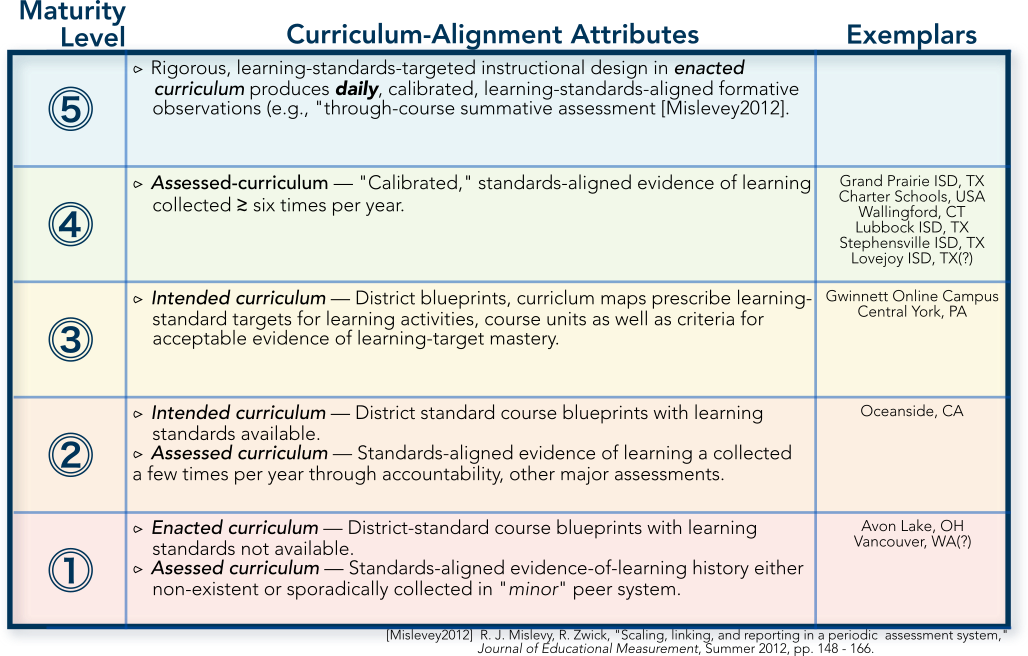 Maturity
Level
Curriculum-Alignment Attributes
Exemplars
⑤
▹ Rigorous, learning-standards-targeted instructional design in enacted
curriculum produces daily, calibrated, learning-standards-aligned formative
observations (e.g., "through-course summative assessment [Mislevey2012].
④
▹ Assessed-curriculum — "Calibrated," standards-aligned evidence of learning
collected ≥ six times per year.
Grand Prairie ISD, TX
Charter Schools, USA
Wallingford, CT
Lubbock ISD, TX
Stephensville ISD, TX
Lovejoy ISD, TX(?)
③
▹ Intended curriculum — District blueprints, curriclum maps prescribe learning-
standard targets for learning activities, course units as well as criteria for
acceptable evidence of learning-target mastery.
Gwinnett Online Campus
Central York, PA
②
▹ Intended curriculum — District standard course blueprints with learning
standards available.
▹ Assessed curriculum — Standards-aligned evidence of learning a collected
a few times per year through accountability, other major assessments.
Oceanside, CA
①
▹ Enacted curriculum — District-standard course blueprints with learning
standards not available.
▹ Asessed curriculum — Standards-aligned evidence-of-learning history either
non-existent or sporadically collected in "minor" peer system.
Avon Lake, OH
Vancouver, WA(?)
[Mislevey2012] R. J. Mislevy, R. Zwick, "Scaling, linking, and reporting in a periodic assessment system,"
Journal of Educational Measurement, Summer 2012, pp. 148 - 166.